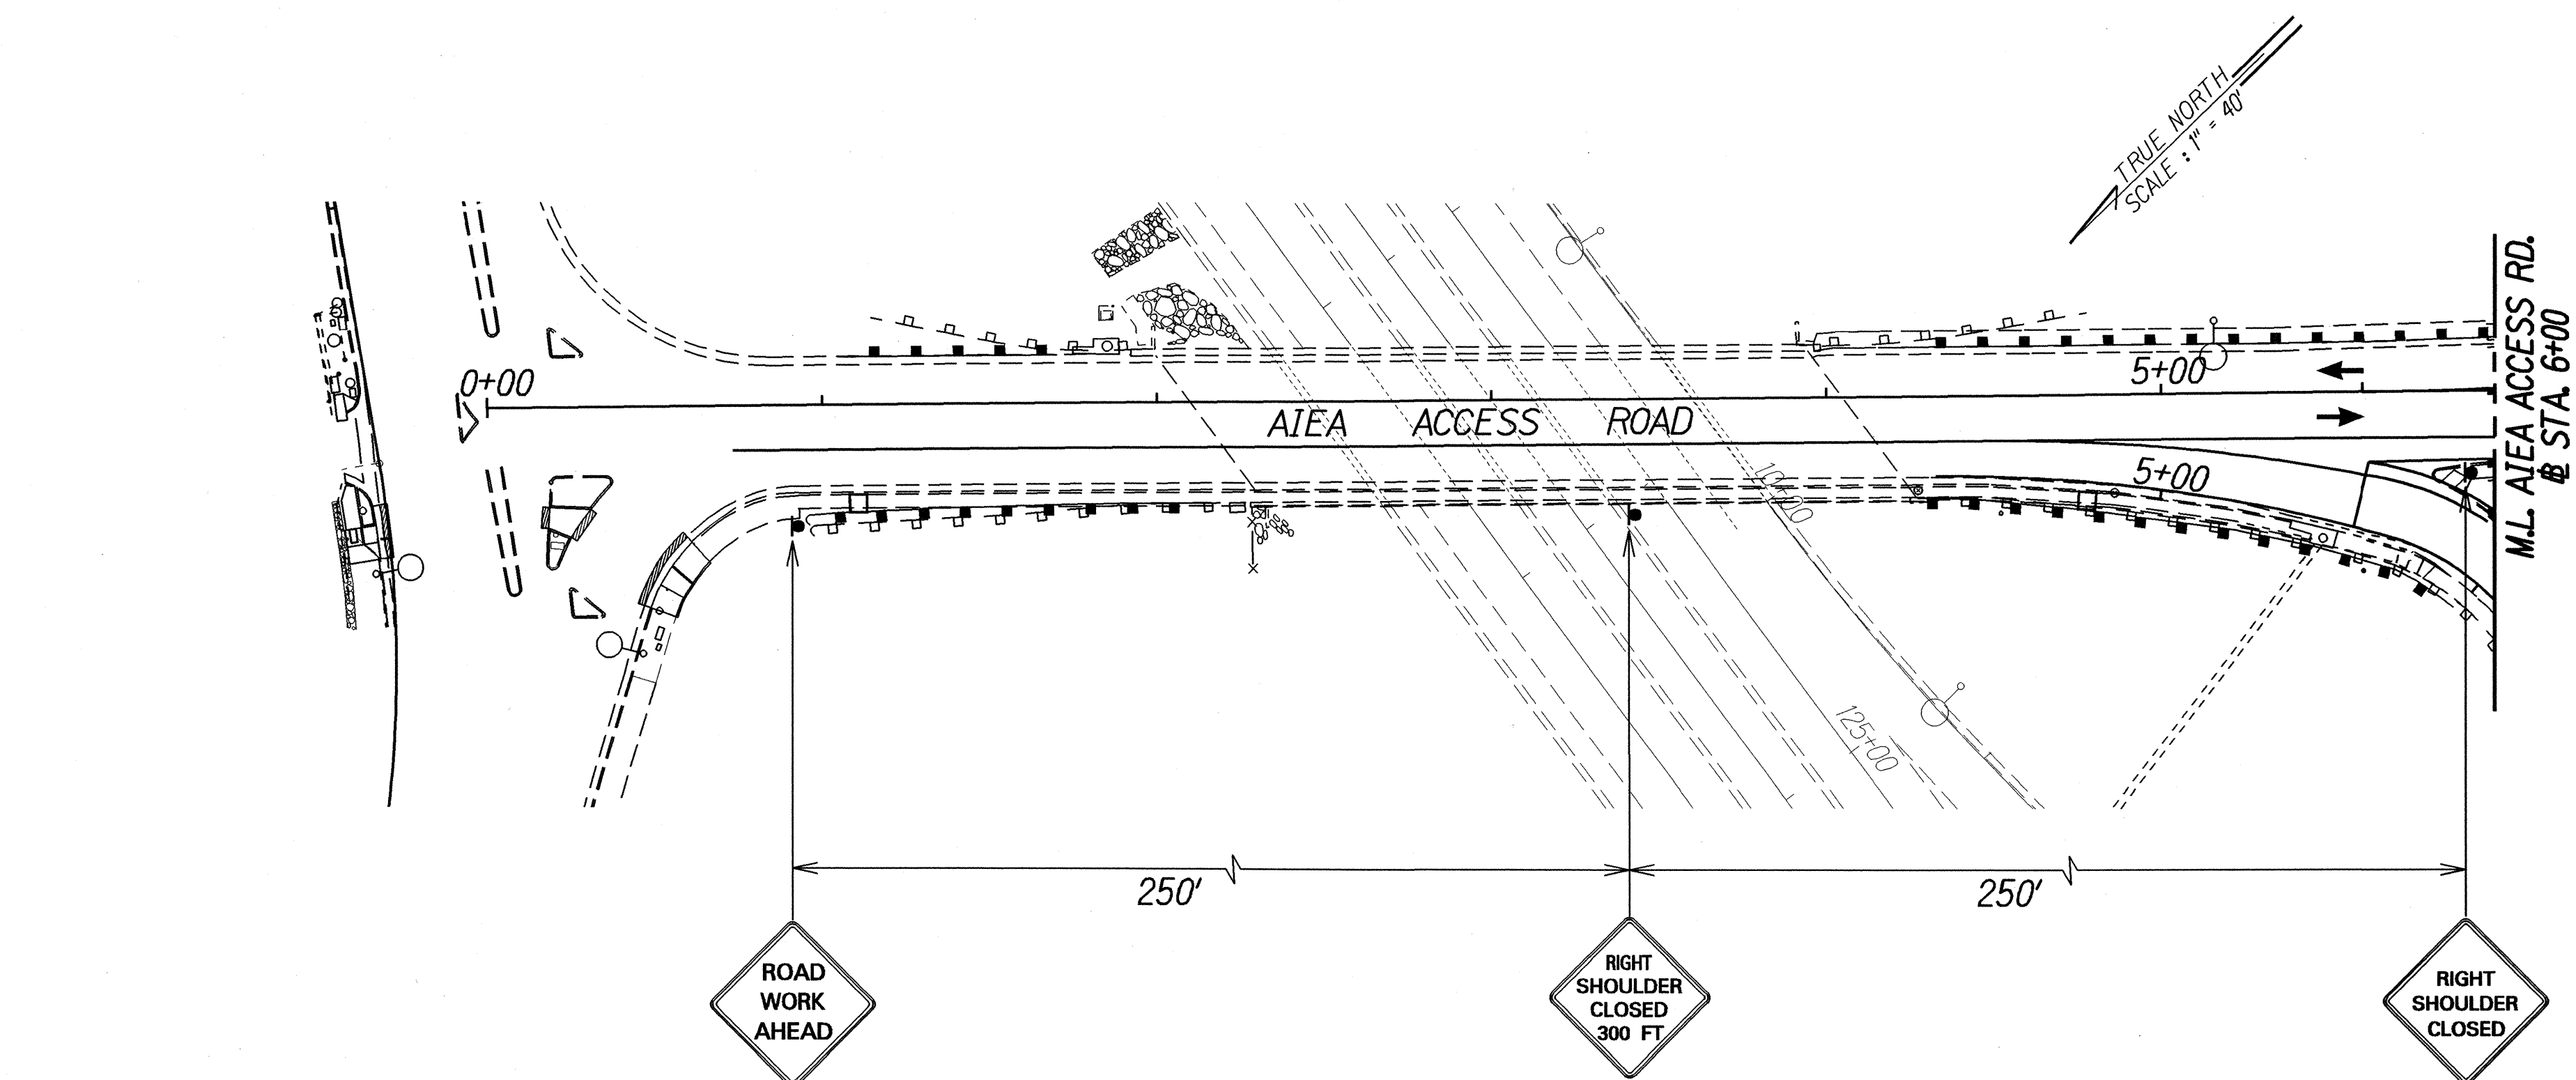 TRUE NORTH
SCALE : 1" = 40'
0+00
5+00
AIEA ACCESS ROAD
5+00
10+00
125+00
M.L. AIEA ACCESS RD.
℄ STA. 6+00
250'
250'
ROAD
WORK
AHEAD
RIGHT
SHOULDER
CLOSED
300 FT
RIGHT
SHOULDER
CLOSED